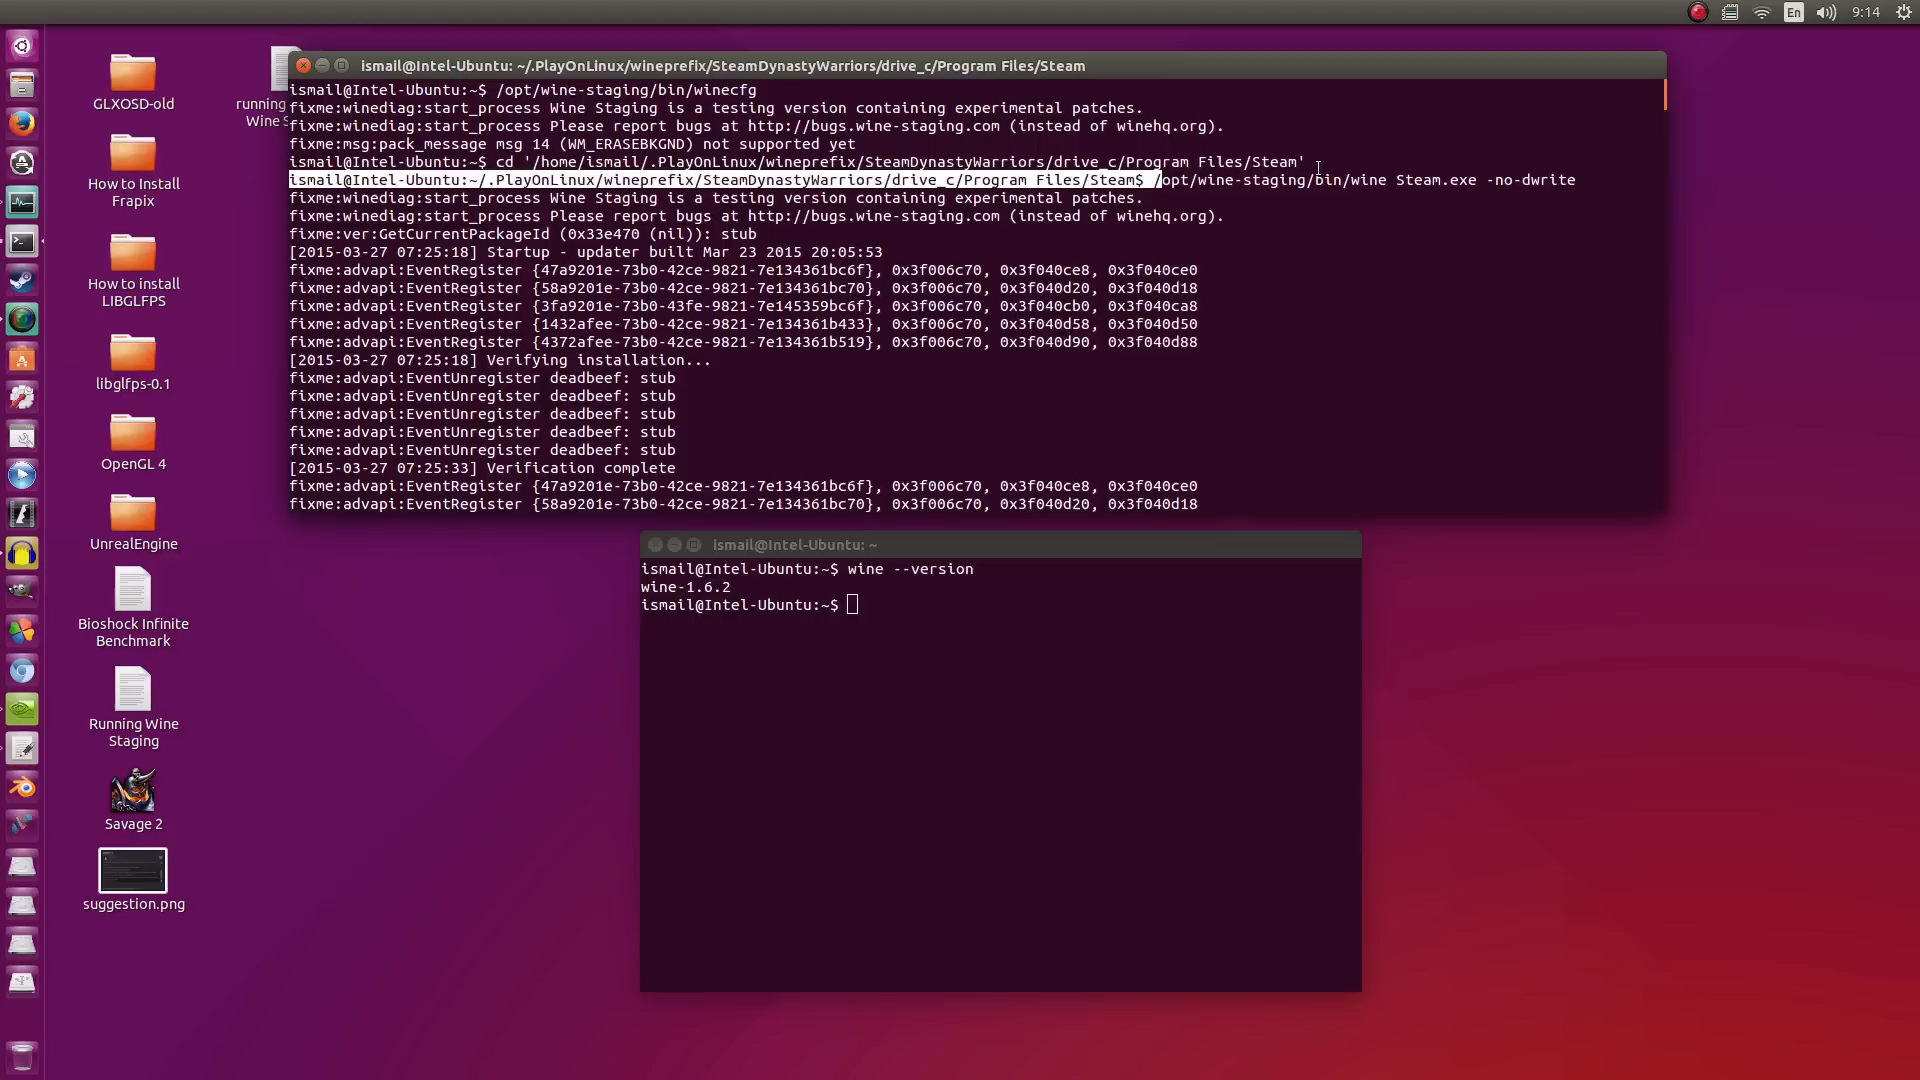 En
9:14
ismail@Intel-Ubuntu: ~/.PlayOnLinux/wineprefix/SteamDynastyWarriors/drive_c/Program Files/Steam
ismail@Intel-Ubuntu:~$ /opt/wine-staging/bin/winecfg
fixme:winediag:start_process Wine Staging is a testing version containing experimental patches.
fixme:winediag:start_process Please report bugs at http://bugs.wine-staging.com (instead of winehq.org).
fixme:msg:pack_message msg 14 (WM_ERASEBKGND) not supported yet
ismail@Intel-Ubuntu:~$ cd '/home/ismail/.PlayOnLinux/wineprefix/SteamDynastyWarriors/drive_c/Program Files/Steam'
ismail@Intel-Ubuntu:~/.PlayOnLinux/wineprefix/SteamDynastyWarriors/drive_c/Program Files/Steam$ /opt/wine-staging/bin/wine Steam.exe -no-dwrite
fixme:winediag:start_process Wine Staging is a testing version containing experimental patches.
fixme:winediag:start_process Please report bugs at http://bugs.wine-staging.com (instead of winehq.org).
fixme:ver:GetCurrentPackageId (0x33e470 (nil)): stub
[2015-03-27 07:25:18] Startup - updater built Mar 23 2015 20:05:53
fixme:advapi:EventRegister {47a9201e-73b0-42ce-9821-7e134361bc6f}, 0x3f006c70, 0x3f040ce8, 0x3f040ce0
fixme:advapi:EventRegister {58a9201e-73b0-42ce-9821-7e134361bc70}, 0x3f006c70, 0x3f040d20, 0x3f040d18
fixme:advapi:EventRegister {3fa9201e-73b0-43fe-9821-7e145359bc6f}, 0x3f006c70, 0x3f040cb0, 0x3f040ca8
fixme:advapi:EventRegister {1432afee-73b0-42ce-9821-7e134361b433}, 0x3f006c70, 0x3f040d58, 0x3f040d50
fixme:advapi:EventRegister {4372afee-73b0-42ce-9821-7e134361b519}, 0x3f006c70, 0x3f040d90, 0x3f040d88
[2015-03-27 07:25:18] Verifying installation...
fixme:advapi:EventUnregister deadbeef: stub
fixme:advapi:EventUnregister deadbeef: stub
fixme:advapi:EventUnregister deadbeef: stub
fixme:advapi:EventUnregister deadbeef: stub
fixme:advapi:EventUnregister deadbeef: stub
[2015-03-27 07:25:33] Verification complete
fixme:advapi:EventRegister {47a9201e-73b0-42ce-9821-7e134361bc6f}, 0x3f006c70, 0x3f040ce8, 0x3f040ce0
fixme:advapi:EventRegister {58a9201e-73b0-42ce-9821-7e134361bc70}, 0x3f006c70, 0x3f040d20, 0x3f040d18
ismail@Intel-Ubuntu: ~
ismail@Intel-Ubuntu:~$ wine --version
wine-1.6.2
ismail@Intel-Ubuntu:~$
GLXOSD-old
How to Install
Frapix
How to install
LIBGLFPS
libglfps-0.1
OpenGL 4
UnrealEngine
Bioshock Infinite
Benchmark
Running Wine
Staging
Savage 2
suggestion.png
running
Wine S